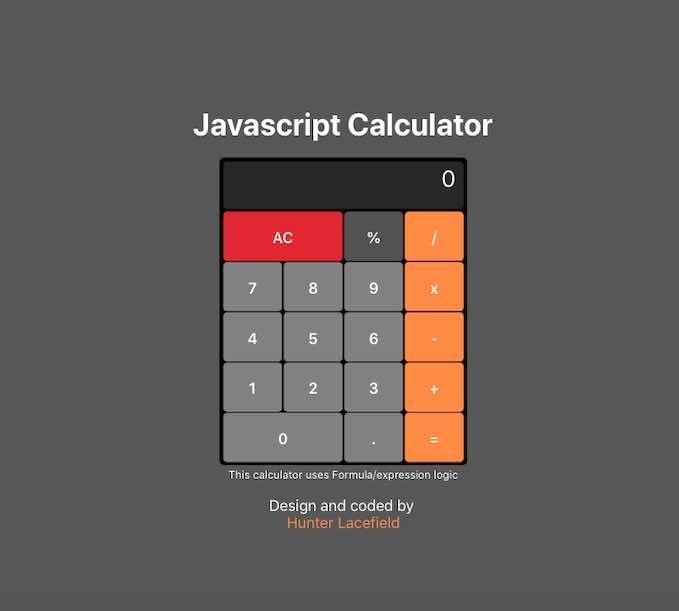 Javascript Calculator
0
AC % /
7 8 9 x
4 5 6 -
1 2 3 +
0 . =
This calculator uses Formula/expression logic
Design and coded by
Hunter Lacefield